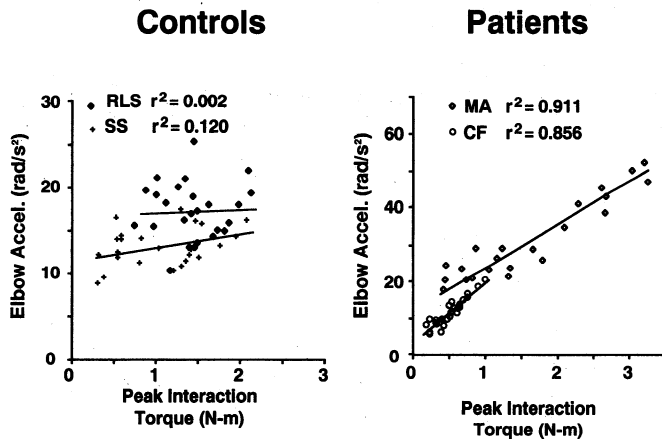 Controls
RLS r² = 0.002
SS r² = 0.120
Elbow Accel. (rad/s²)
30
20
10
0
0 1 2 3
Peak Interaction
Torque (N-m)
Patients
MA r² = 0.911
CF r² = 0.856
Elbow Accel. (rad/s²)
60
40
20
0
0 1 2 3
Peak Interaction
Torque (N-m)